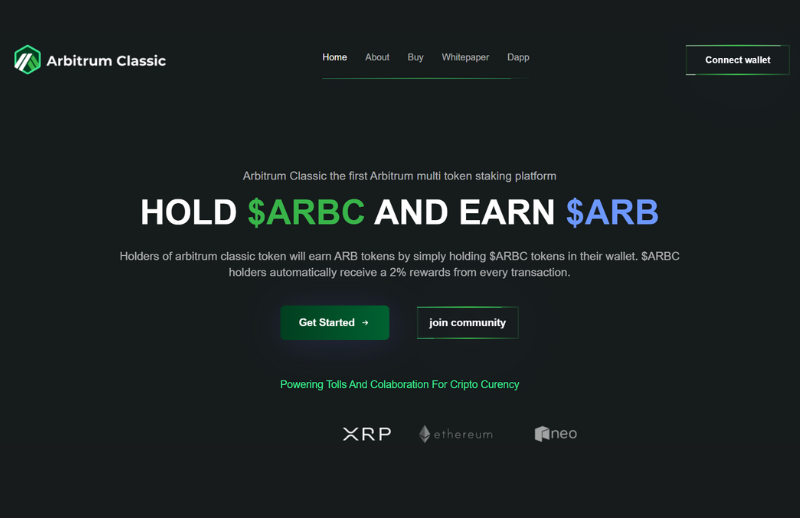 Arbitrum Classic
Home About Buy Whitepaper Dapp
Connect wallet
Arbitrum Classic the first Arbitrum multi token staking platform
HOLD $ARBC AND EARN $ARB
Holders of arbitrum classic token will earn ARB tokens by simply holding $ARBC tokens in their wallet. $ARBC
holders automatically receive a 2% rewards from every transaction.
Get Started →
join community
Powering Tolls And Colaboration For Cripto Curency
XRP ethereum neo